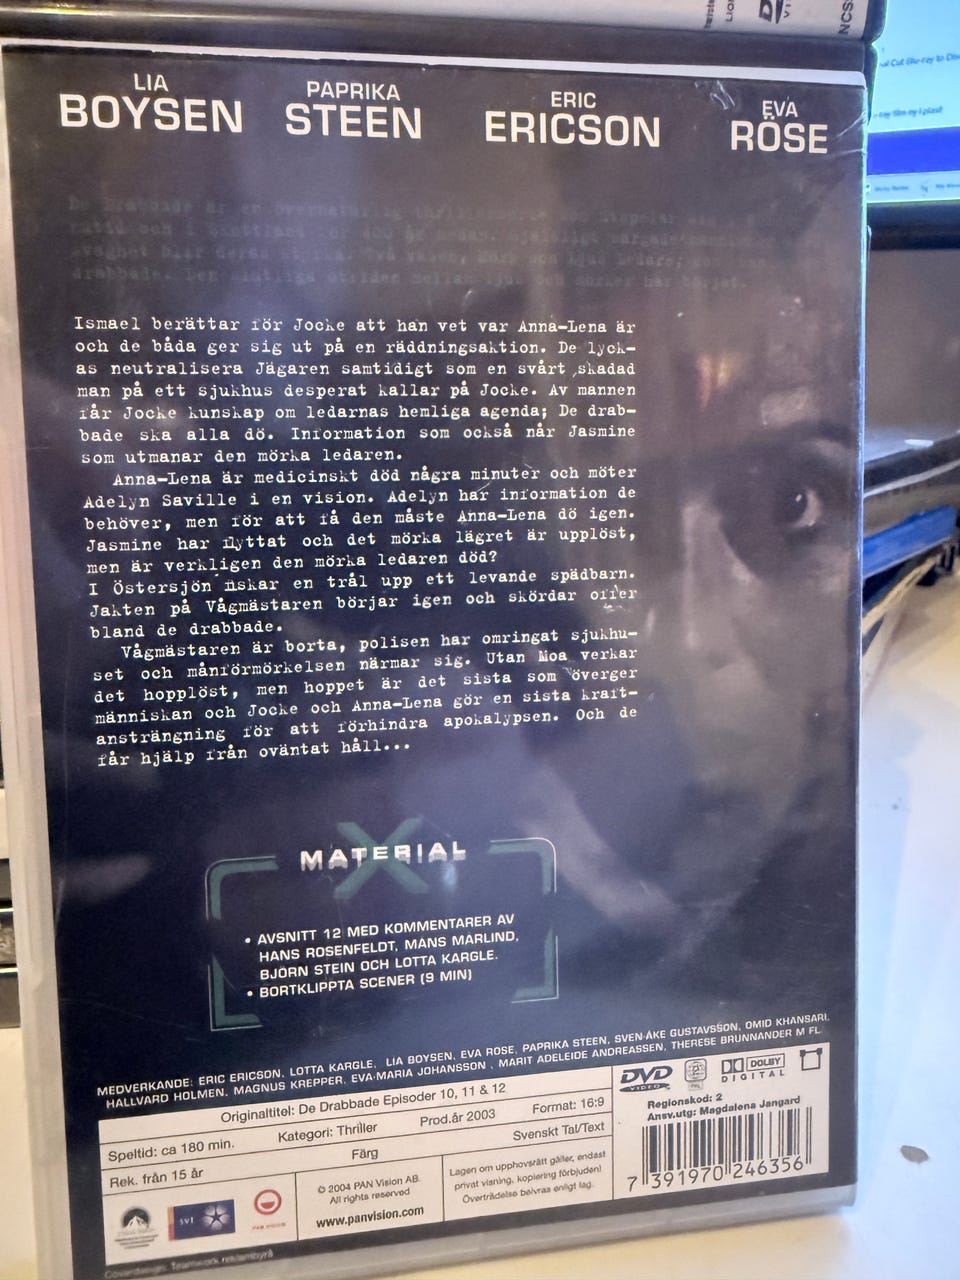 LIA
BOYSEN
PAPRIKA
STEEN
ERIC
ERICSON
EVA
RÖSE
Ismael berättar för Jocke att han vet var Anna-Lena är
och de båda ger sig ut på en räddningsaktion. De lyck-
as neutralisera Jägaren samtidigt som en svårt skadad
man på ett sjukhus desperat kallar på Jocke. Av mannen
får Jocke kunskap om ledarnas hemliga agenda; De drab-
bade ska alla dö. Information som också når Jasmine
som utmanar den mörka ledaren.
Anna-Lena är medicinskt död några minuter och möter
Adelyn Saville i en vision. Adelyn har information de
behöver, men för att få den måste Anna-Lena dö igen.
Jasmine har flyttat och det mörka lägret är upplöst,
men är verkligen den mörka ledaren död?
I Östersjön fiskar en trål upp ett levande spädbarn.
Jakten på Vågmästaren börjar igen och skördar offer
bland de drabbade.
Vågmästaren är borta, polisen har omringat sjukhu-
set och månförmörkelsen närmar sig. Utan Moa verkar
det hopplöst, men hoppet är det sista som överger
människan och Jocke och Anna-Lena gör en sista kraft-
ansträngning för att förhindra apokalypsen. Och de
får hjälp från oväntat håll...
X MATERIAL
• AVSNITT 12 MED KOMMENTARER AV
HANS ROSENFELDT, MÅNS MÅRLIND,
BJÖRN STEIN OCH LOTTA KARGLE.
• BORTKLIPPTA SCENER (9 MIN)
MEDVERKANDE: ERIC ERICSON, LOTTA KARGLE, LIA BOYSEN, EVA RÖSE, PAPRIKA STEEN, SVEN-ÅKE GUSTAVSSON, OMID KHANSARI,
HALLVARD HOLMEN, MAGNUS KREPPER, EVA-MARIA JOHANSSON, MARIT ADELEIDE ANDREASSEN, THERESE BRUNNANDER M FL.
Originaltitel: De Drabbade Episoder 10, 11 & 12
Speltid: ca 180 min.
Kategori: Thriller
Prod.år 2003
Format: 16:9
Rek. från 15 år
Färg
Svenskt Tal/Text
DVD
VIDEO
DOLBY
DIGITAL
Regionskod: 2
Ansv.utg: Magdalena Jangard
7 391970 246356
SVT
PAN VISION
© 2004 PAN Vision AB.
All rights reserved
www.panvision.com
Lagen om upphovsrätt gäller, endast
privat visning, kopiering förbjuden!
Överträdelse beivras enligt lag.
Coverdesign: Teamwork reklambyrå